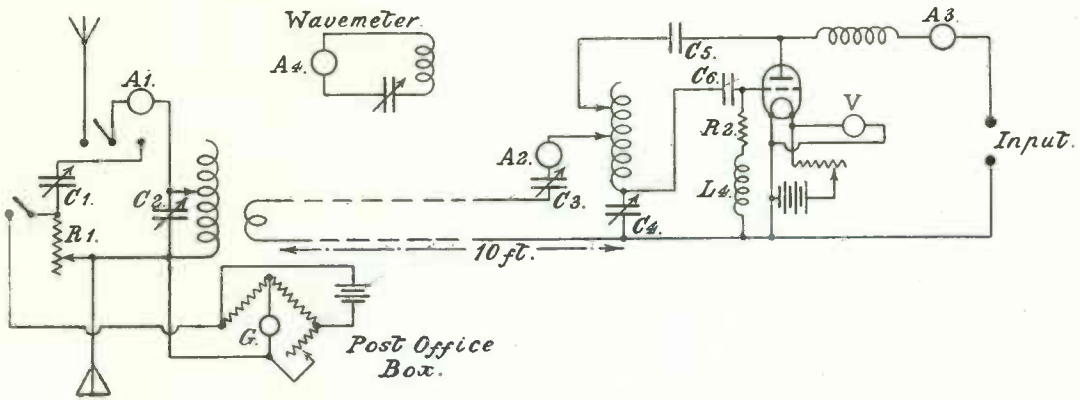 Wavemeter.
A4.
A1.
C1.
C2
R1.
G.
Post Office
Box.
10 ft.
A2.
C3.
C4.
C5.
C6.
R2
L4.
V
A3.
Input.